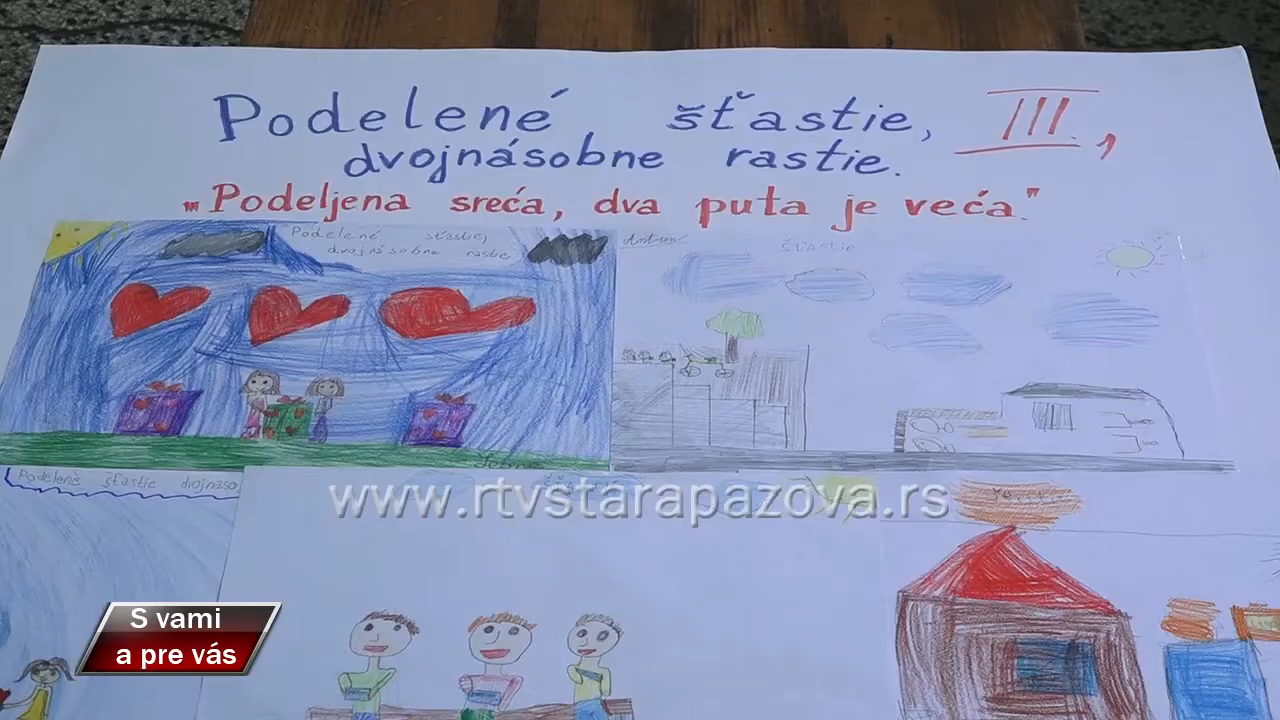 Podelené šťastie, III.,
dvojnásobne rastie.
„Podeljena sreća, dva puta je veća."
Podelené šťastie,
dvojnásobne rastie
Antun
Šťastie
Podelené šťastie dvojnáso
www.rtvstarapazova.rs
S vami
a pre vás